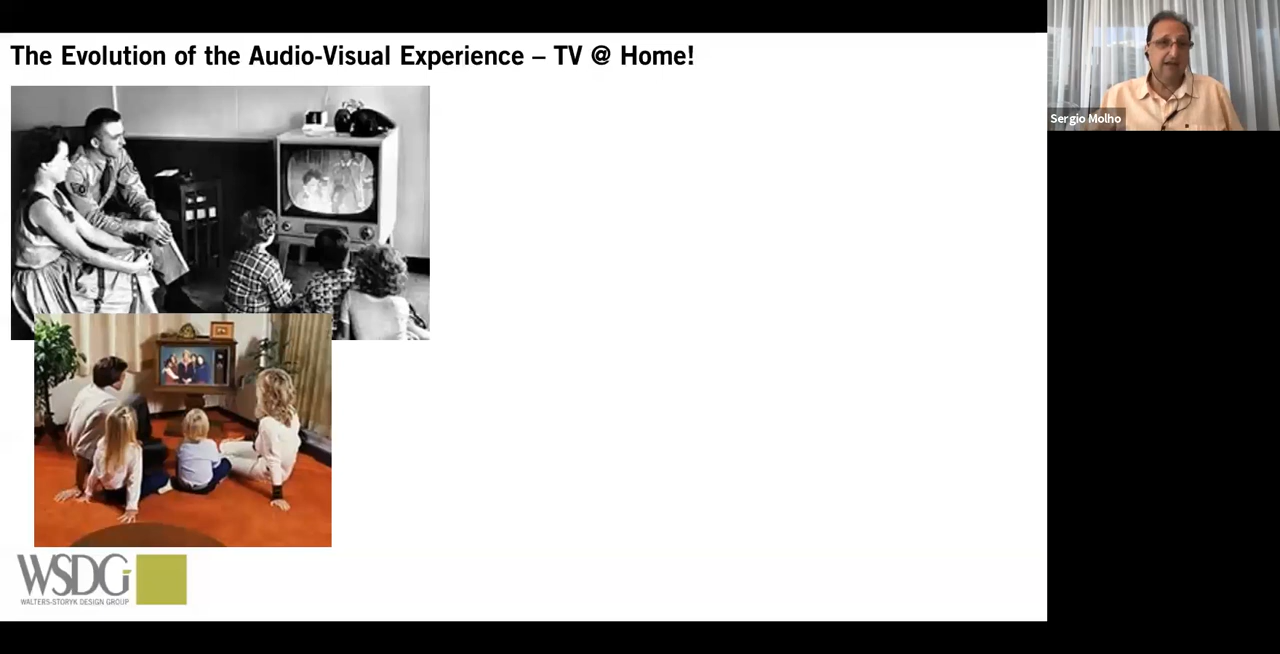 The Evolution of the Audio-Visual Experience – TV @ Home!
Sergio Molho
WSDG
WALTERS-STORYK DESIGN GROUP